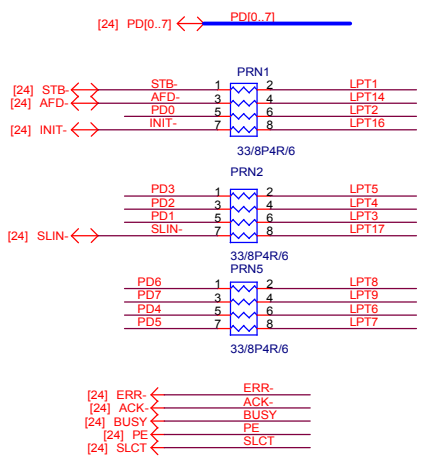 [24] PD[0..7] PD[0..7]
PRN1
[24] STB- STB- 1 2 LPT1
[24] AFD- AFD- 3 4 LPT14
PD0 5 6 LPT2
[24] INIT- INIT- 7 8 LPT16
33/8P4R/6
PRN2
PD3 1 2 LPT5
PD2 3 4 LPT4
PD1 5 6 LPT3
[24] SLIN- SLIN- 7 8 LPT17
33/8P4R/6
PRN5
PD6 1 2 LPT8
PD7 3 4 LPT9
PD4 5 6 LPT6
PD5 7 8 LPT7
33/8P4R/6
[24] ERR- ERR-
[24] ACK- ACK-
[24] BUSY BUSY
[24] PE PE
[24] SLCT SLCT